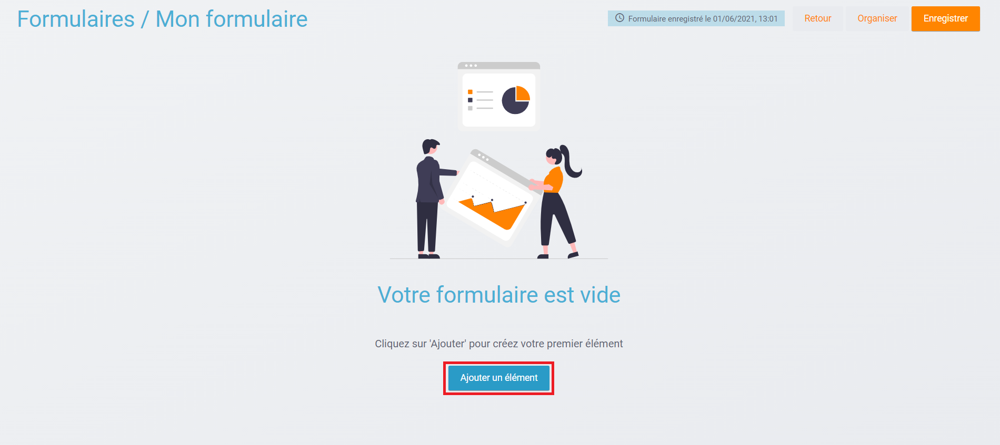 Formulaires / Mon formulaire
Formulaire enregistré le 01/06/2021, 13:01
Retour
Organiser
Enregistrer
Votre formulaire est vide
Cliquez sur 'Ajouter' pour créez votre premier élément
Ajouter un élément